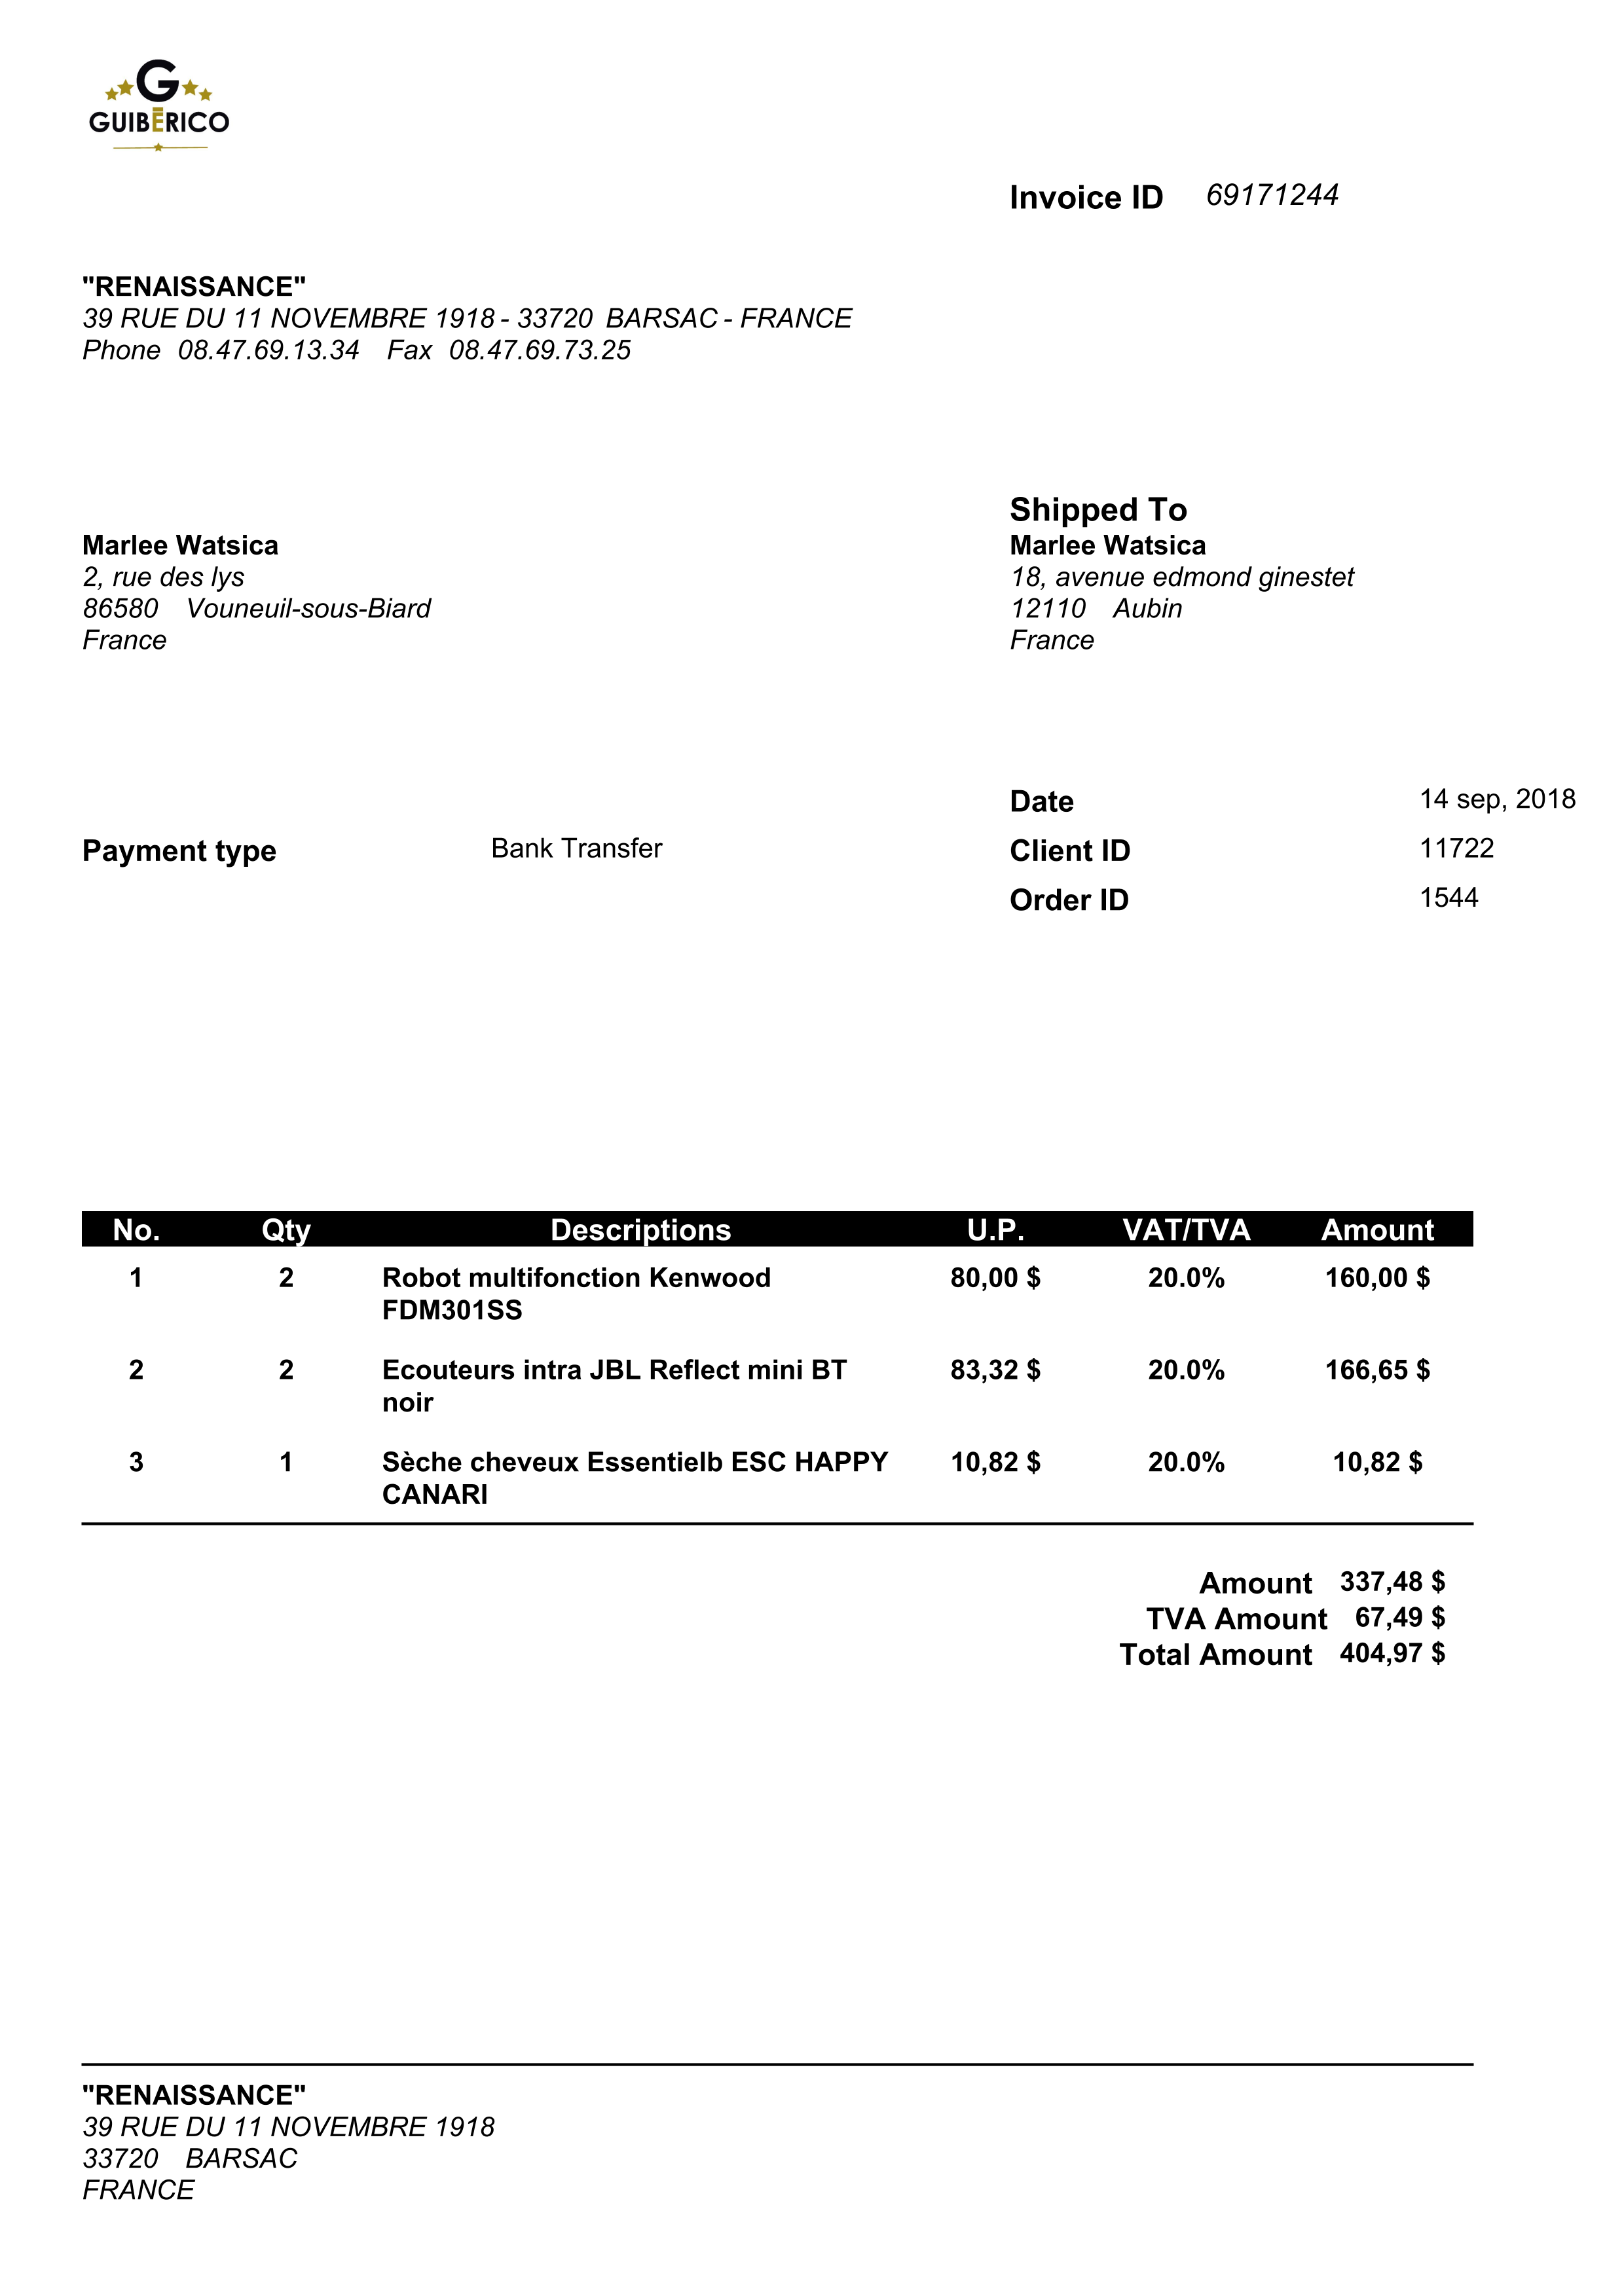 G
GUIBERICO
Invoice ID 69171244
"RENAISSANCE"
39 RUE DU 11 NOVEMBRE 1918 - 33720 BARSAC - FRANCE
Phone 08.47.69.13.34 Fax 08.47.69.73.25
Marlee Watsica
2, rue des lys
86580 Vouneuil-sous-Biard
France
Shipped To
Marlee Watsica
18, avenue edmond ginestet
12110 Aubin
France
Date 14 sep, 2018
Payment type Bank Transfer
Client ID 11722
Order ID 1544
No. Qty Descriptions U.P. VAT/TVA Amount
1 2 Robot multifonction Kenwood 80,00 $ 20.0% 160,00 $
FDM301SS
2 2 Ecouteurs intra JBL Reflect mini BT 83,32 $ 20.0% 166,65 $
noir
3 1 Sèche cheveux Essentielb ESC HAPPY 10,82 $ 20.0% 10,82 $
CANARI
Amount 337,48 $
TVA Amount 67,49 $
Total Amount 404,97 $
"RENAISSANCE"
39 RUE DU 11 NOVEMBRE 1918
33720 BARSAC
FRANCE